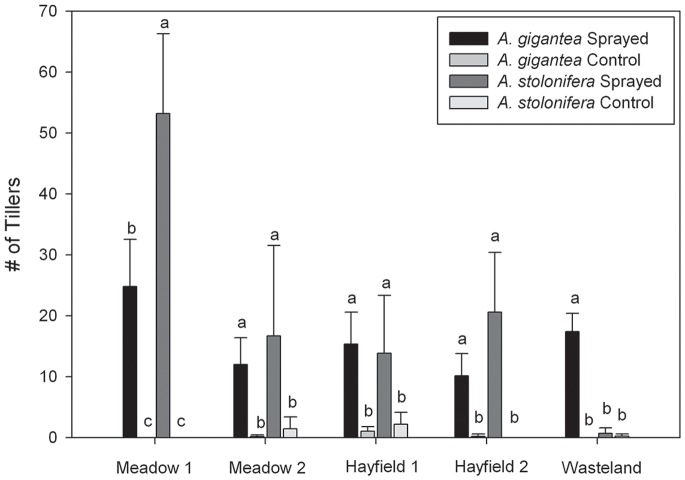 70
60
50
40
30
20
10
0
# of Tillers
A. gigantea Sprayed
A. gigantea Control
A. stolonifera Sprayed
A. stolonifera Control
b c a c
a b a b
a b a b
a b a b
a b b b
Meadow 1 Meadow 2 Hayfield 1 Hayfield 2 Wasteland